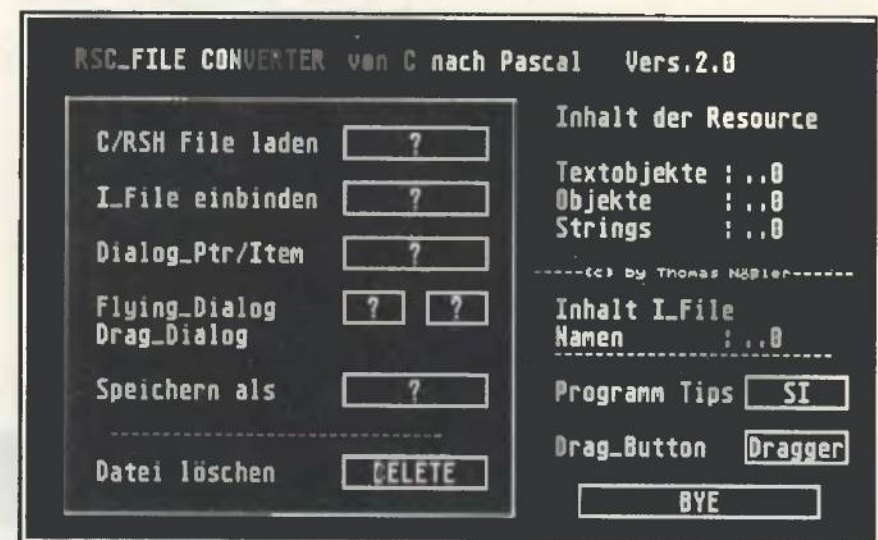 RSC_FILE CONVERTER von C nach Pascal Vers.2.0
C/RSH File laden ?
I_File einbinden ?
Dialog_Ptr/Item ?
Flying_Dialog ? ?
Drag_Dialog
Speichern als ?
Datei löschen DELETE
Inhalt der Resource
Textobjekte : ..0
Objekte : ..0
Strings : ..0
-----(c) by Thomas Nößler------
Inhalt I_File
Namen : ..0
Programm Tips SI
Drag_Button Dragger
BYE